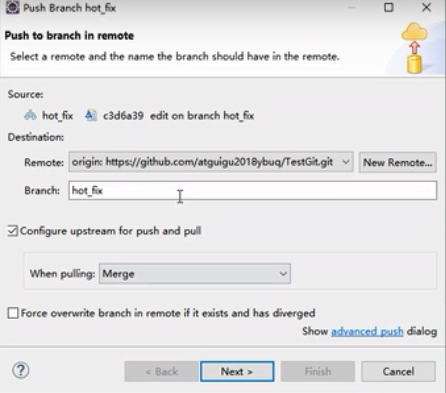 Push Branch hot_fix
Push to branch in remote
Select a remote and the name the branch should have in the remote.
Source:
hot_fix c3d6a39 edit on branch hot_fix
Destination:
Remote: origin: https://github.com/atguigu2018ybuq/TestGit.git New Remote...
Branch: hot_fix
Configure upstream for push and pull
When pulling: Merge
Force overwrite branch in remote if it exists and has diverged
Show advanced push dialog
? < Back Next > Finish Cancel